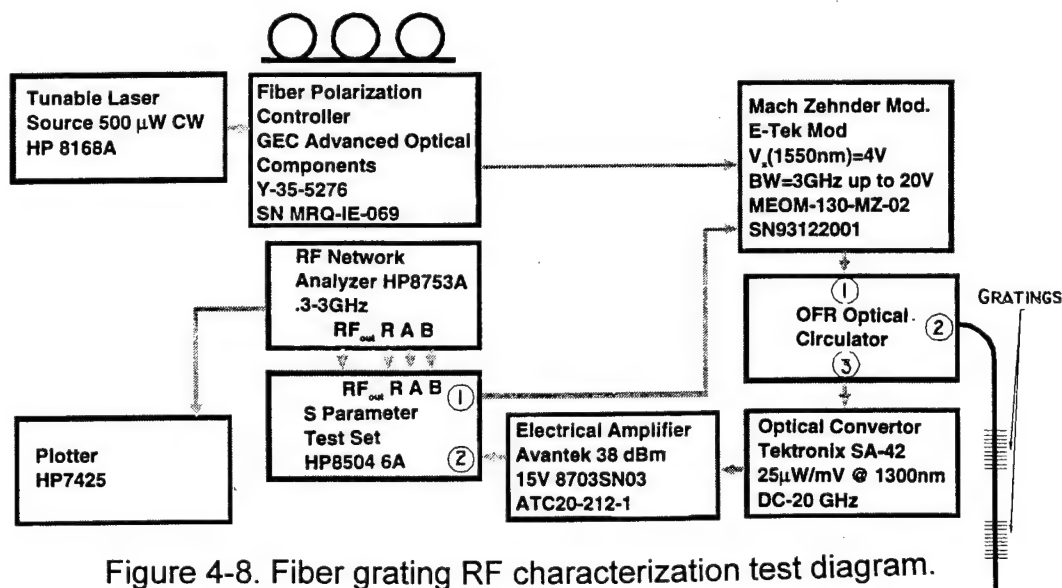 Tunable Laser
Source 500 µW CW
HP 8168A
Fiber Polarization
Controller
GEC Advanced Optical
Components
Y-35-5276
SN MRQ-IE-069
Mach Zehnder Mod.
E-Tek Mod
Vπ(1550nm)=4V
BW=3GHz up to 20V
MEOM-130-MZ-02
SN93122001
RF Network
Analyzer HP8753A
.3-3GHz
RFout R A B
1
OFR Optical
Circulator
2
3
GRATINGS
RFout R A B
1
S Parameter
Test Set
HP8504 6A
2
Plotter
HP7425
Electrical Amplifier
Avantek 38 dBm
15V 8703SN03
ATC20-212-1
Optical Convertor
Tektronix SA-42
25µW/mV @ 1300nm
DC-20 GHz
Figure 4-8. Fiber grating RF characterization test diagram.